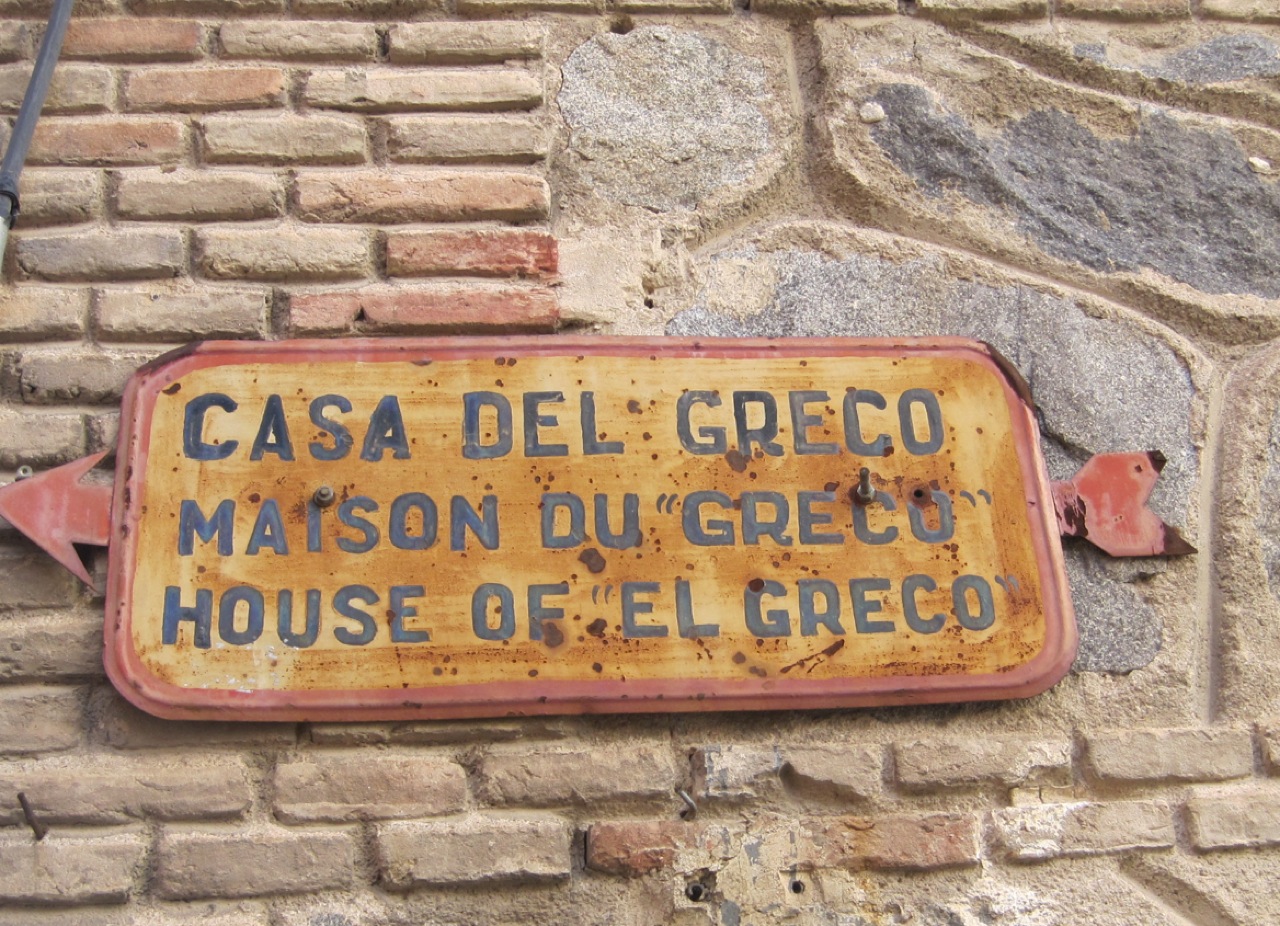 CASA DEL GRECO
MAISON DU "GRECO"
HOUSE OF "EL GRECO"